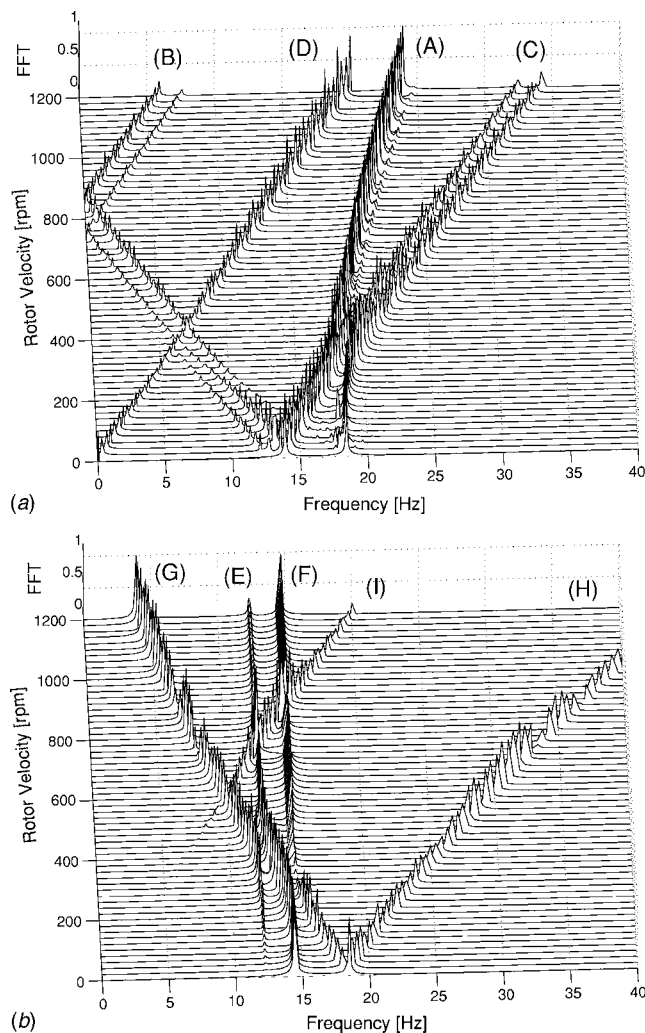 1
FFT
0.5
0
(B)
(D)
(A)
(C)
1200
1000
800
600
400
200
0
Rotor Velocity [rpm]
0 5 10 15 20 25 30 35 40
Frequency [Hz]
(a)
1
FFT
0.5
0
(G)
(E)
(F)
(I)
(H)
1200
1000
800
600
400
200
0
Rotor Velocity [rpm]
0 5 10 15 20 25 30 35 40
Frequency [Hz]
(b)